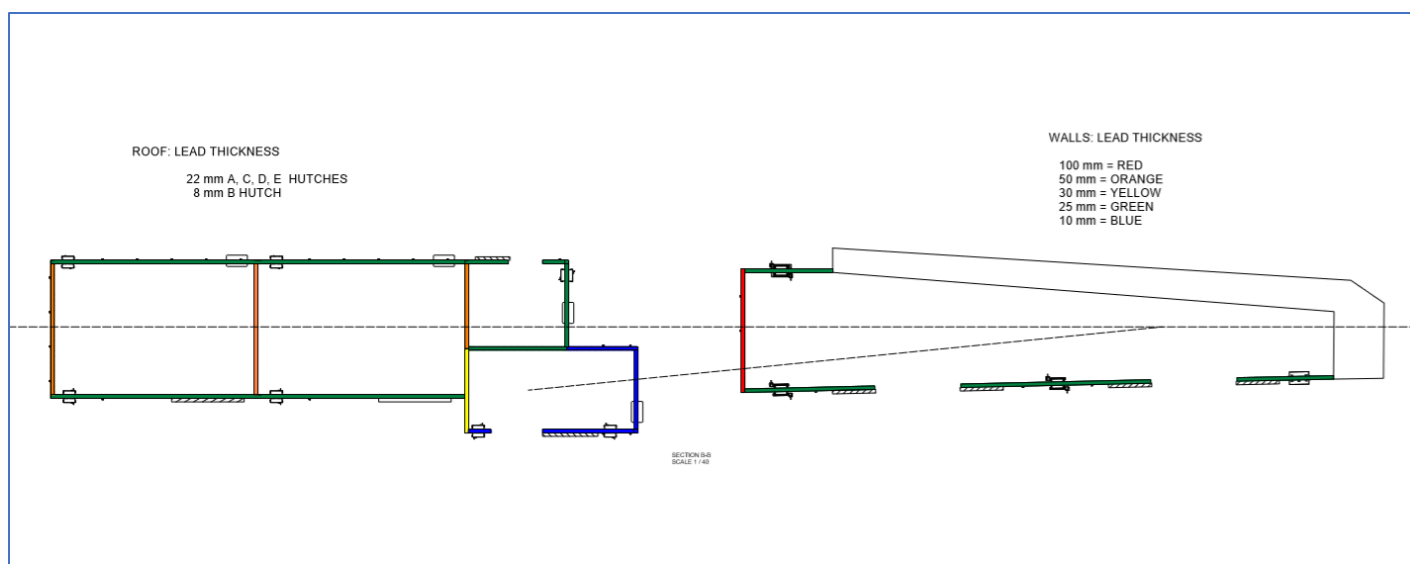 ROOF: LEAD THICKNESS
22 mm A, C, D, E HUTCHES
8 mm B HUTCH
WALLS: LEAD THICKNESS
100 mm = RED
50 mm = ORANGE
30 mm = YELLOW
25 mm = GREEN
10 mm = BLUE
SECTION B-B
SCALE 1 / 40